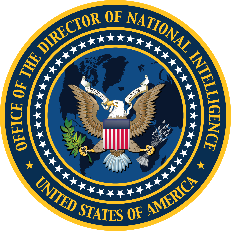 OFFICE OF THE DIRECTOR OF NATIONAL INTELLIGENCE
UNITED STATES OF AMERICA